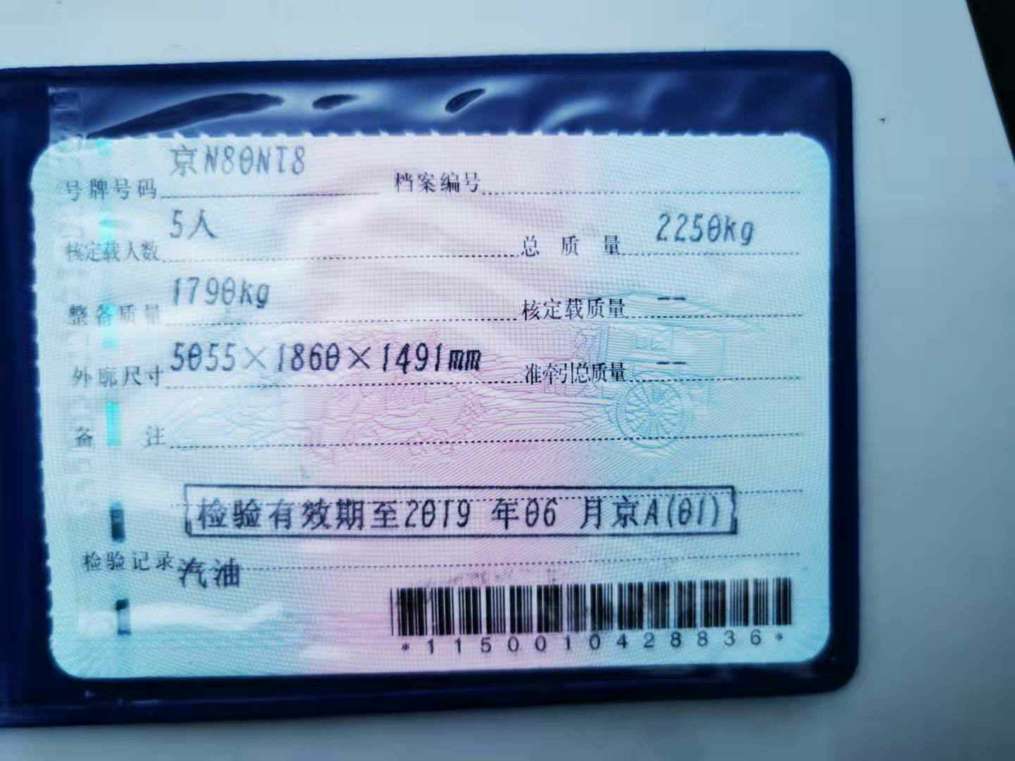 号牌号码 京N80NT8 档案编号
核定载人数 5人 总质量 2250kg
整备质量 1790kg 核定载质量 --
外廓尺寸 5055×1860×1491mm 准牵引总质量 --
备注
检验有效期至2019年06月京A(01)
检验记录 汽油
*1150010428836*